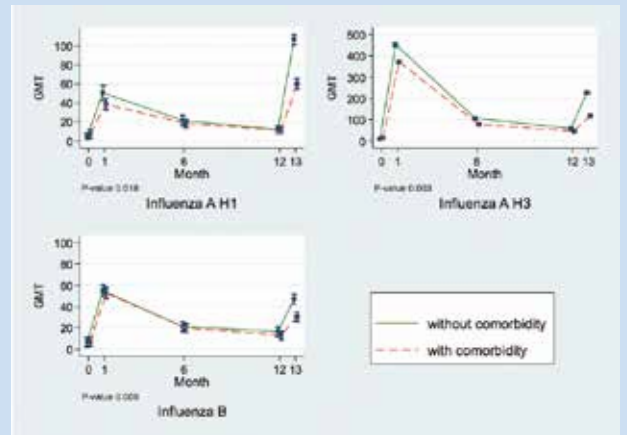 100
80
60
40
20
0
GMT
0 1 6 12 13
Month
P-value 0.018
Influenza A H1
500
400
300
200
100
0
GMT
0 1 6 12 13
Month
P-value 0.003
Influenza A H3
100
80
60
40
20
0
GMT
0 1 6 12 13
Month
P-value
Influenza B
without comorbidity
with comorbidity